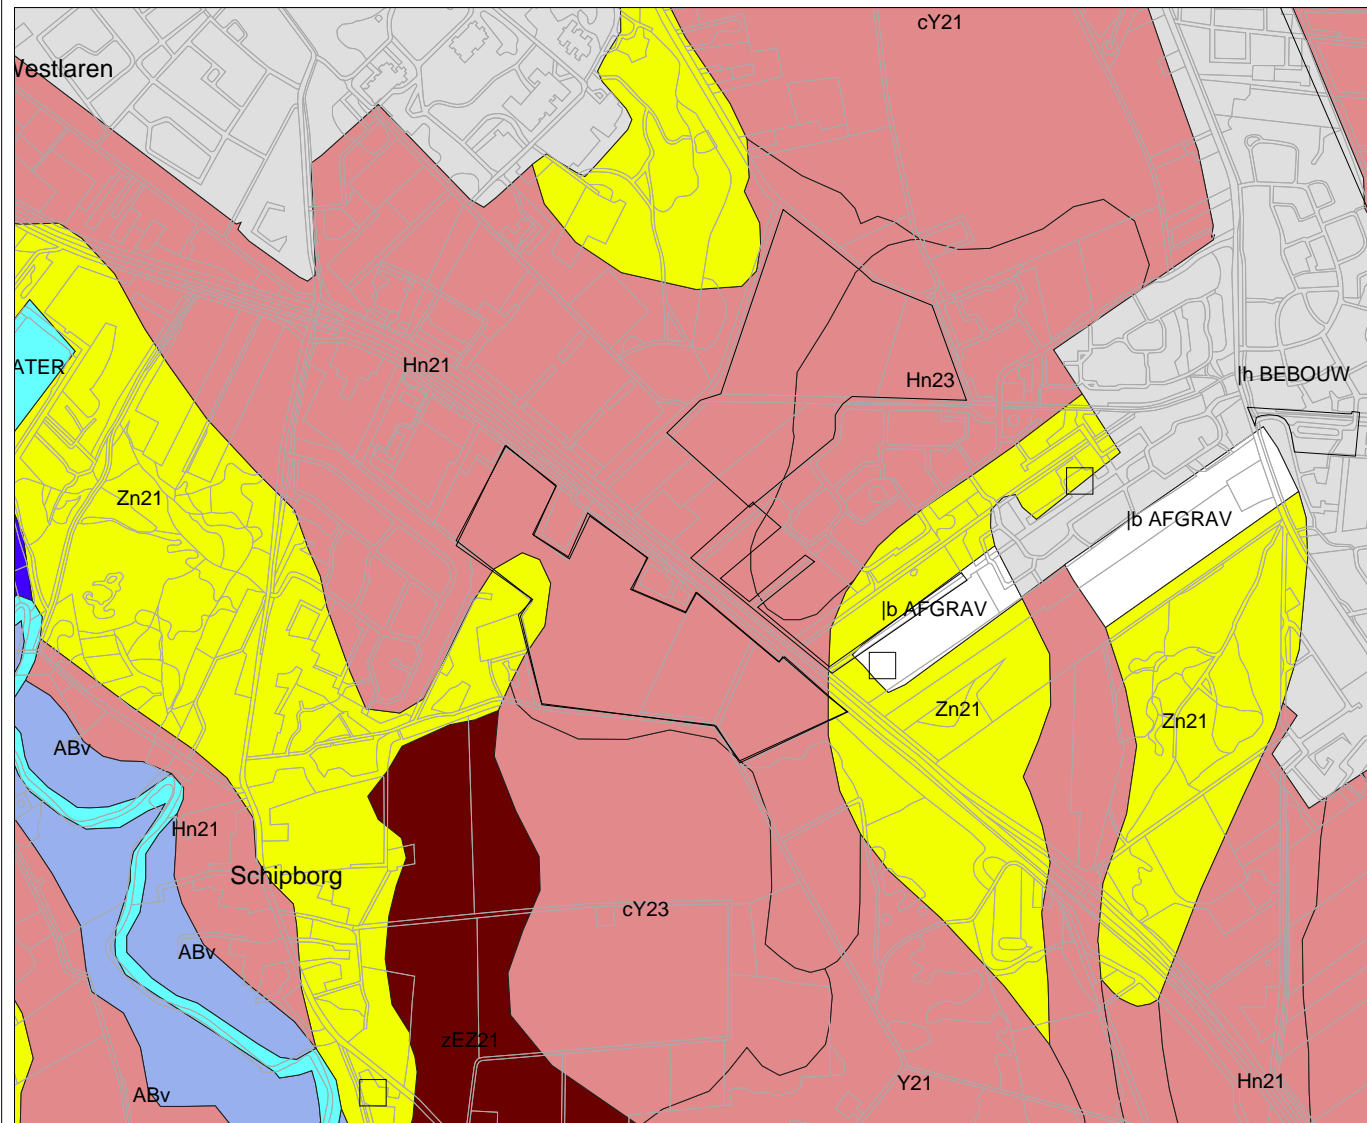 cY21
Westlaren
Hn21
ATER
Hn23
|h BEBOUW
Zn21
|b AFGRAV
|b AFGRAV
Zn21
Zn21
ABv
Hn21
Schipborg
cY23
ABv
zEZ21
Y21
Hn21
ABv